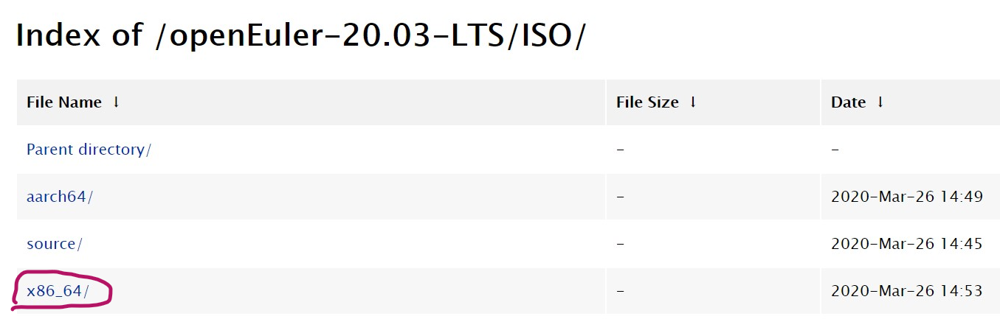 Index of /openEuler-20.03-LTS/ISO/
File Name ↓ File Size ↓ Date ↓
Parent directory/ - -
aarch64/ - 2020-Mar-26 14:49
source/ - 2020-Mar-26 14:45
x86_64/ - 2020-Mar-26 14:53